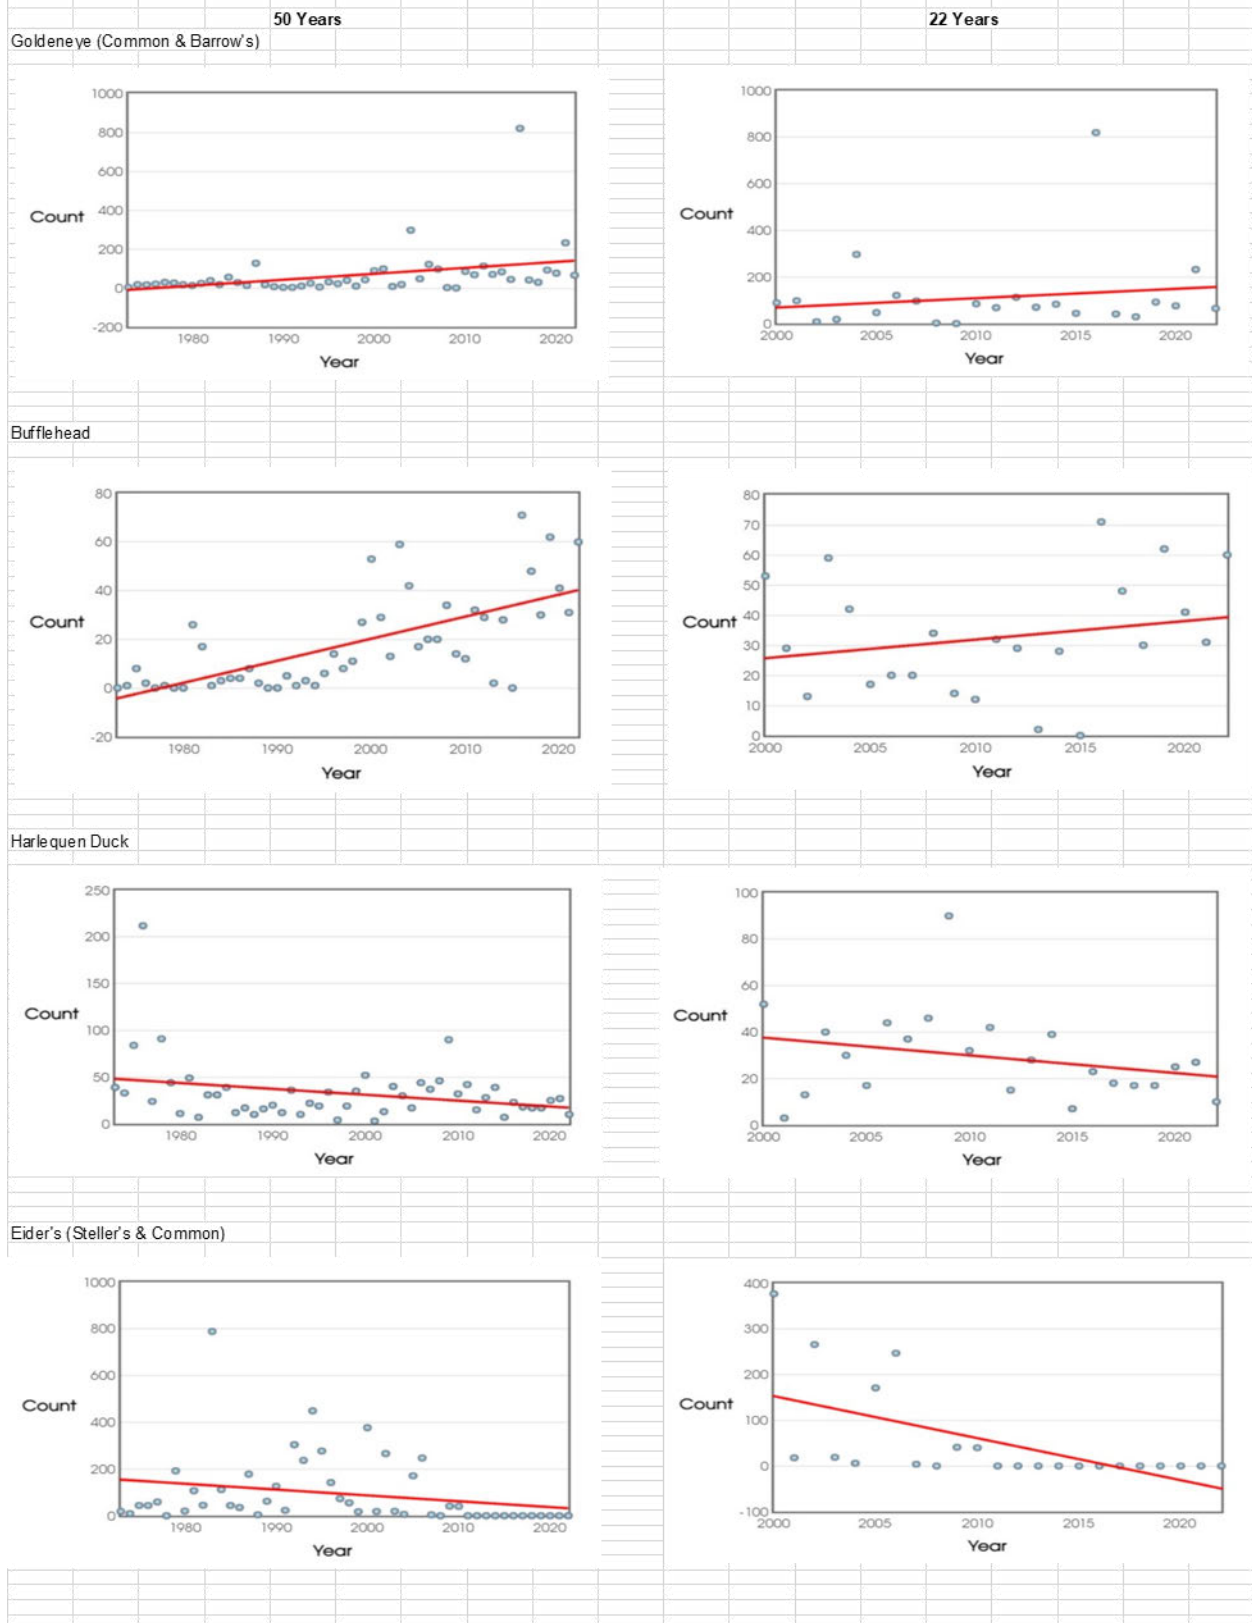 50 Years 22 Years
Goldeneye (Common & Barrow's)
1000
800
600
Count 400
200
0
-200
1980 1990 2000 2010 2020
Year
1000
800
600
Count
400
200
0
2000 2005 2010 2015 2020
Year
Bufflehead
80
60
40
Count
20
0
-20
1980 1990 2000 2010 2020
Year
80
70
60
50
40
Count
30
20
10
0
2000 2005 2010 2015 2020
Year
Harlequen Duck
250
200
150
Count
100
50
0
1980 1990 2000 2010 2020
Year
100
80
60
Count
40
20
0
2000 2005 2010 2015 2020
Year
Eider's (Steller's & Common)
1000
800
600
Count
400
200
0
1980 1990 2000 2010 2020
Year
400
300
200
Count
100
0
-100
2000 2005 2010 2015 2020
Year